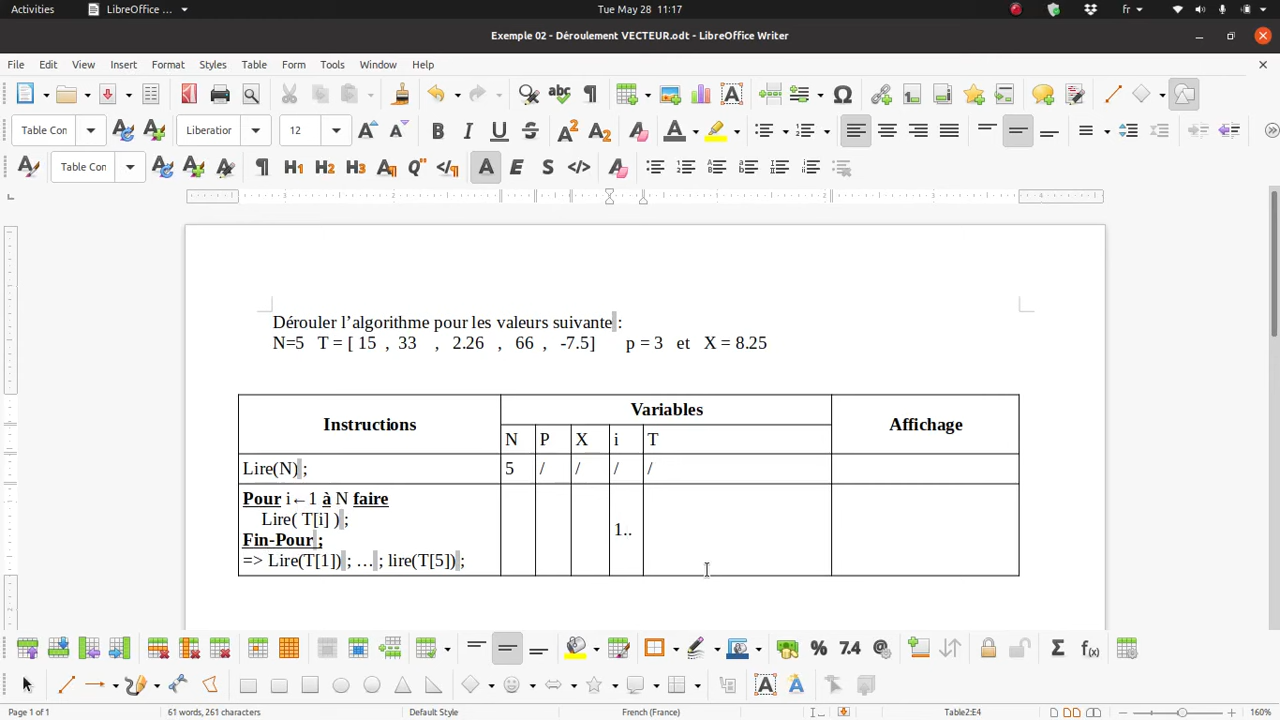 Activities
LibreOffice ...
Tue May 28 11:17
fr
Exemple 02 - Déroulement VECTEUR.odt - LibreOffice Writer
File Edit View Insert Format Styles Table Form Tools Window Help
Table Con
Liberation
12
Table Con
Dérouler l’algorithme pour les valeurs suivante :
N=5 T = [ 15 , 33 , 2.26 , 66 , -7.5] p = 3 et X = 8.25
Instructions
Variables
Affichage
N P X i T
Lire(N) ; 5 / / / /
Pour i←1 à N faire
Lire( T[i] ) ;
Fin-Pour ;
=> Lire(T[1]) ; … ; lire(T[5]) ;
1..
Page 1 of 1
61 words, 261 characters
Default Style
French (France)
Table2:E4
160%